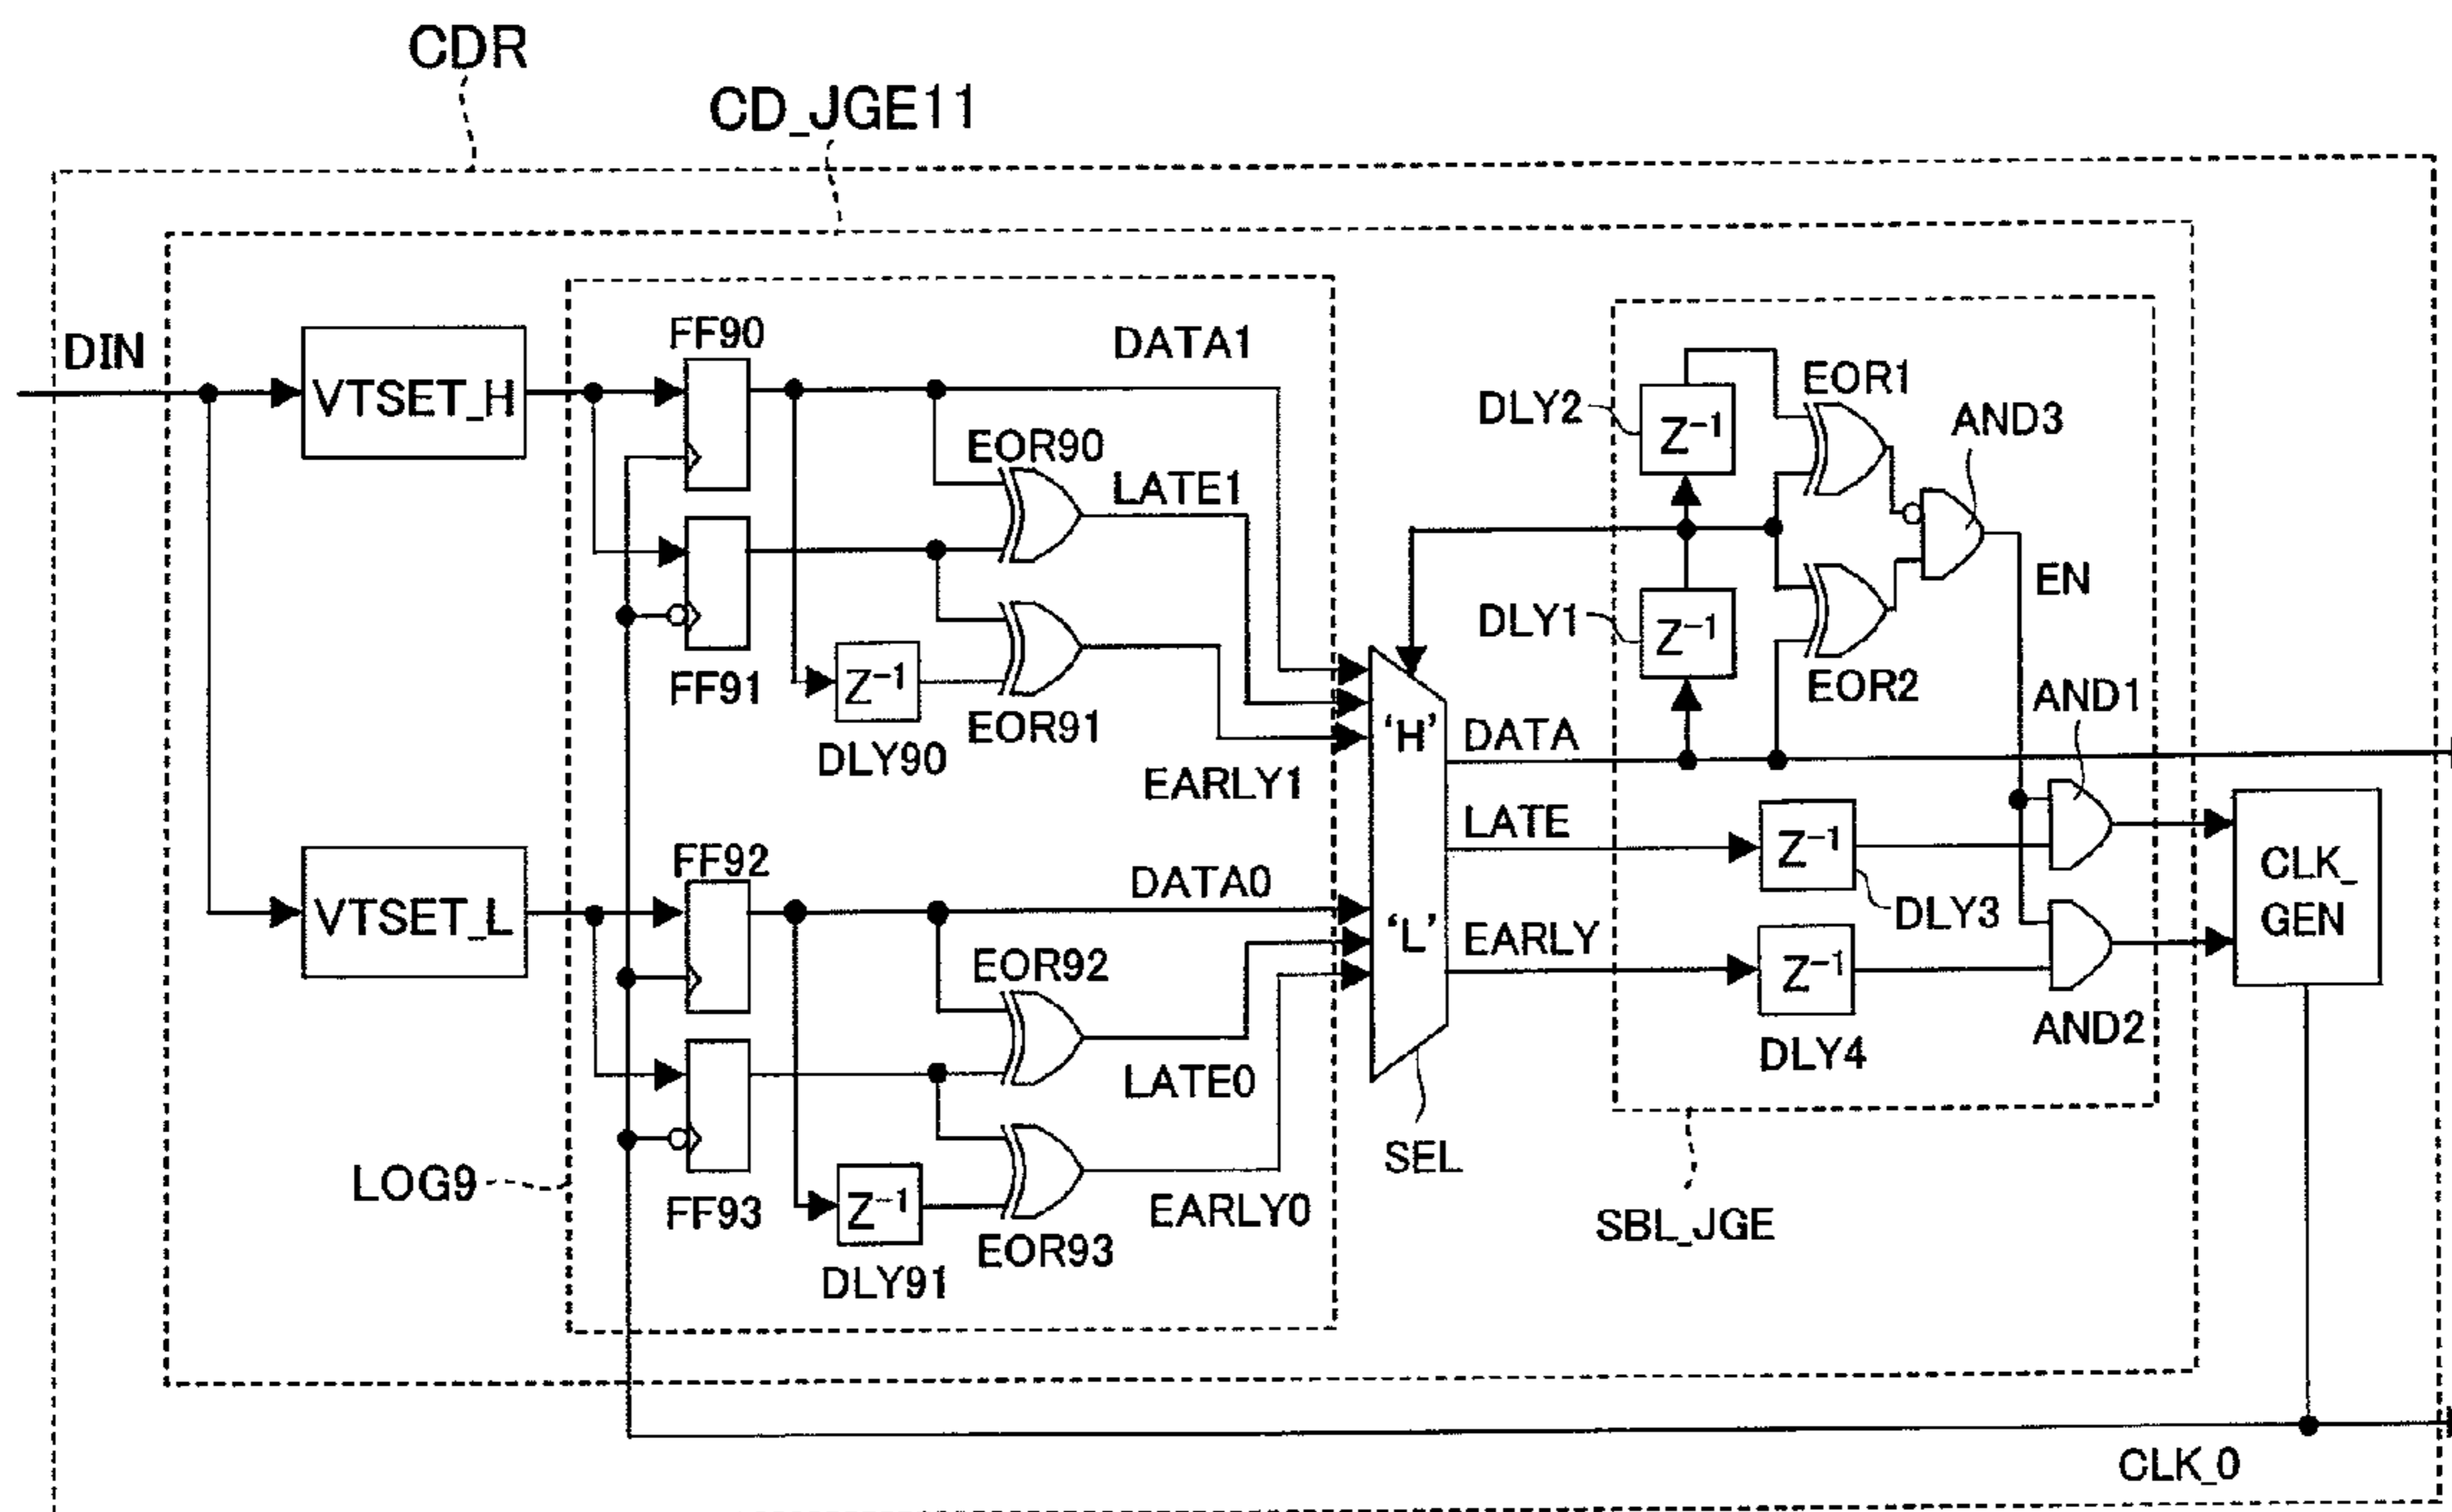 CDR
CD_JGE11
DIN
VTSET_H
FF90
DATA1
EOR90
LATE1
FF91
Z⁻¹
DLY90
EOR91
EARLY1
VTSET_L
FF92
DATA0
EOR92
LATE0
FF93
Z⁻¹
DLY91
EOR93
EARLY0
LOG9
'H'
'L'
SEL
DATA
LATE
EARLY
DLY2
Z⁻¹
EOR1
AND3
DLY1
Z⁻¹
EOR2
EN
AND1
Z⁻¹
DLY3
Z⁻¹
DLY4
AND2
SBL_JGE
CLK_
GEN
CLK_0